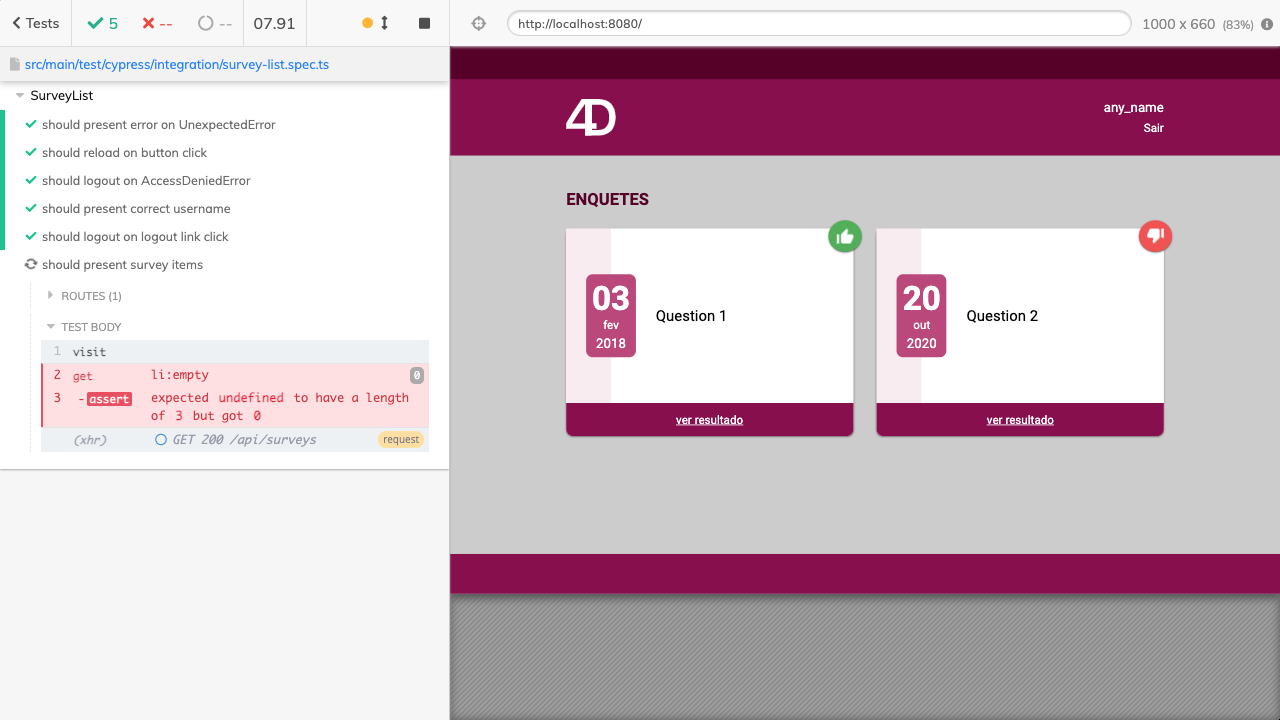 Tests
5
--
--
07.91
http://localhost:8080/
1000 x 660 (83%)
src/main/test/cypress/integration/survey-list.spec.ts
SurveyList
should present error on UnexpectedError
should reload on button click
should logout on AccessDeniedError
should present correct username
should logout on logout link click
should present survey items
ROUTES (1)
TEST BODY
1 visit
2 get li:empty 0
3 -assert expected undefined to have a length
of 3 but got 0
(xhr) GET 200 /api/surveys request
4D
any_name
Sair
ENQUETES
03
fev
2018
Question 1
ver resultado
20
out
2020
Question 2
ver resultado